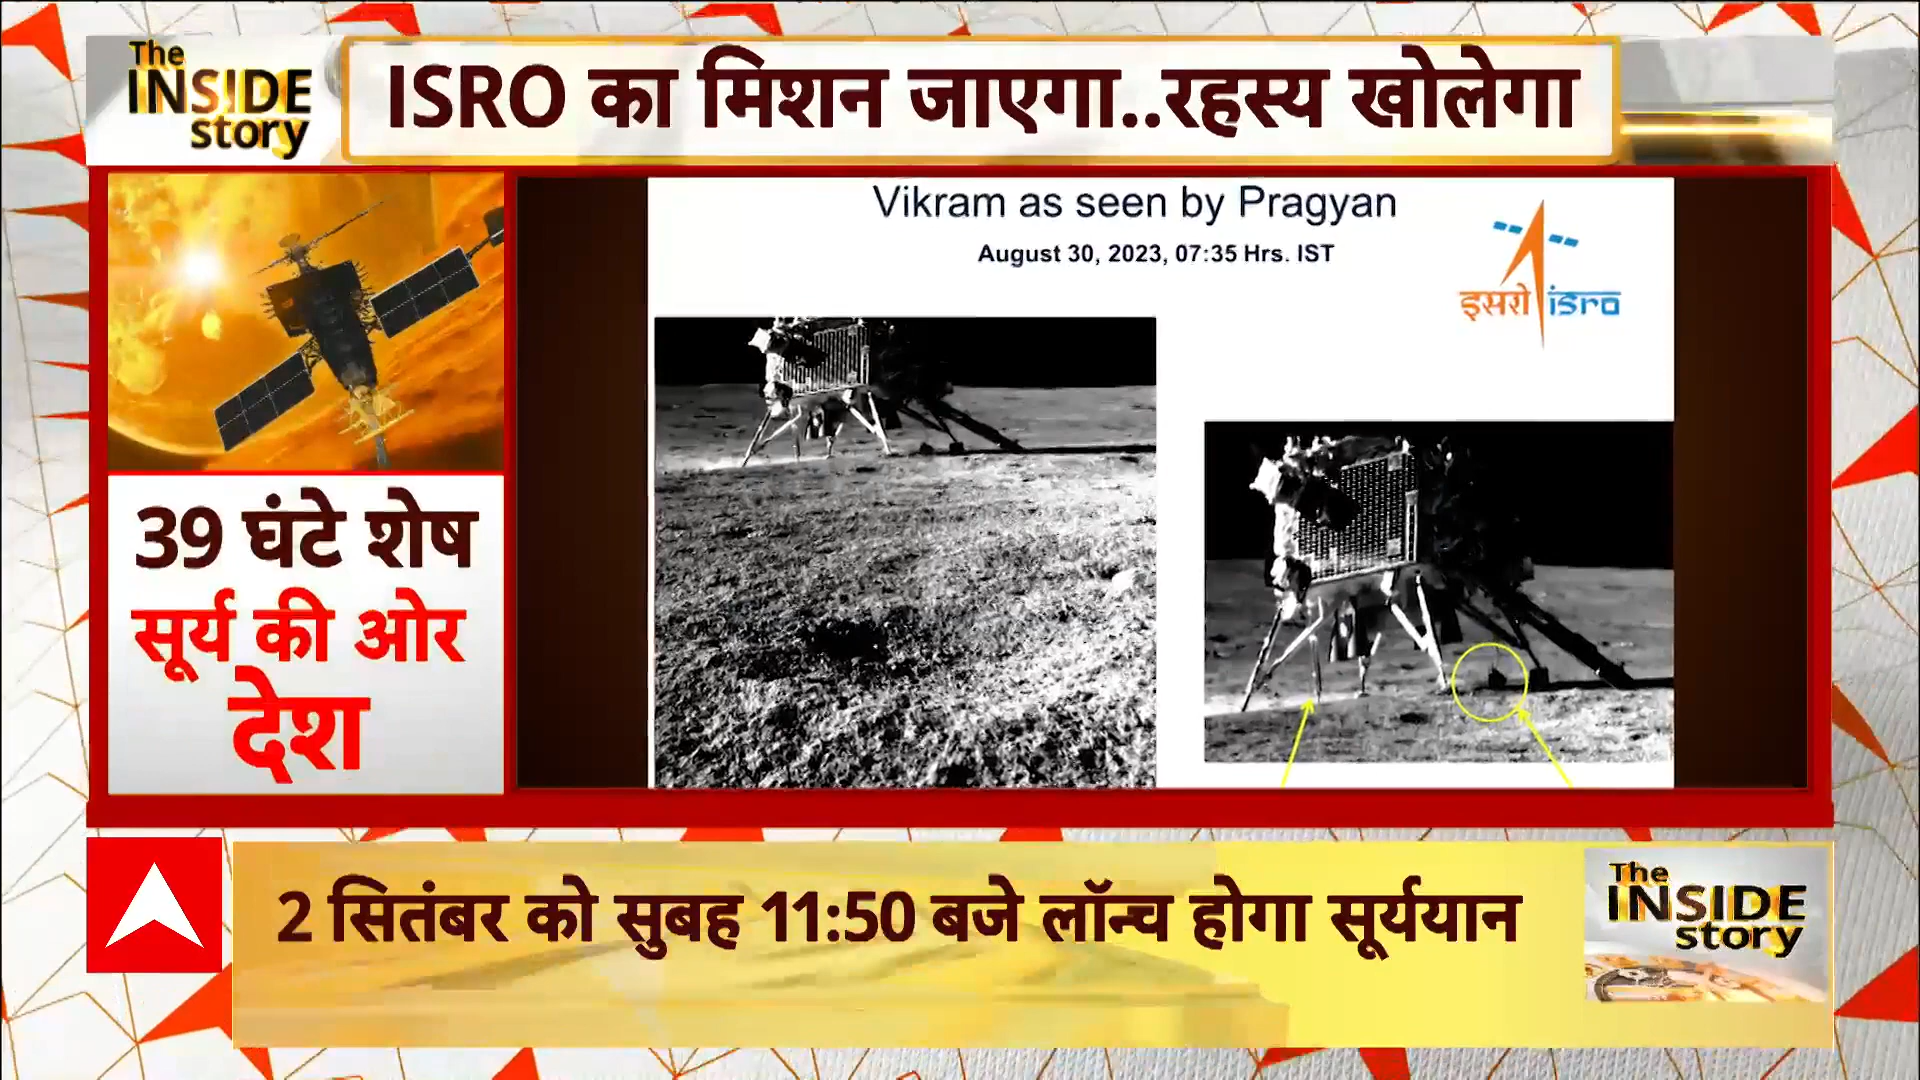 The
INSIDE
story
ISRO का मिशन जाएगा..रहस्य खोलेगा
Vikram as seen by Pragyan
August 30, 2023, 07:35 Hrs. IST
इसरो isro
39 घंटे शेष
सूर्य की ओर
देश
2 सितंबर को सुबह 11:50 बजे लॉन्च होगा सूर्ययान
The
INSIDE
story